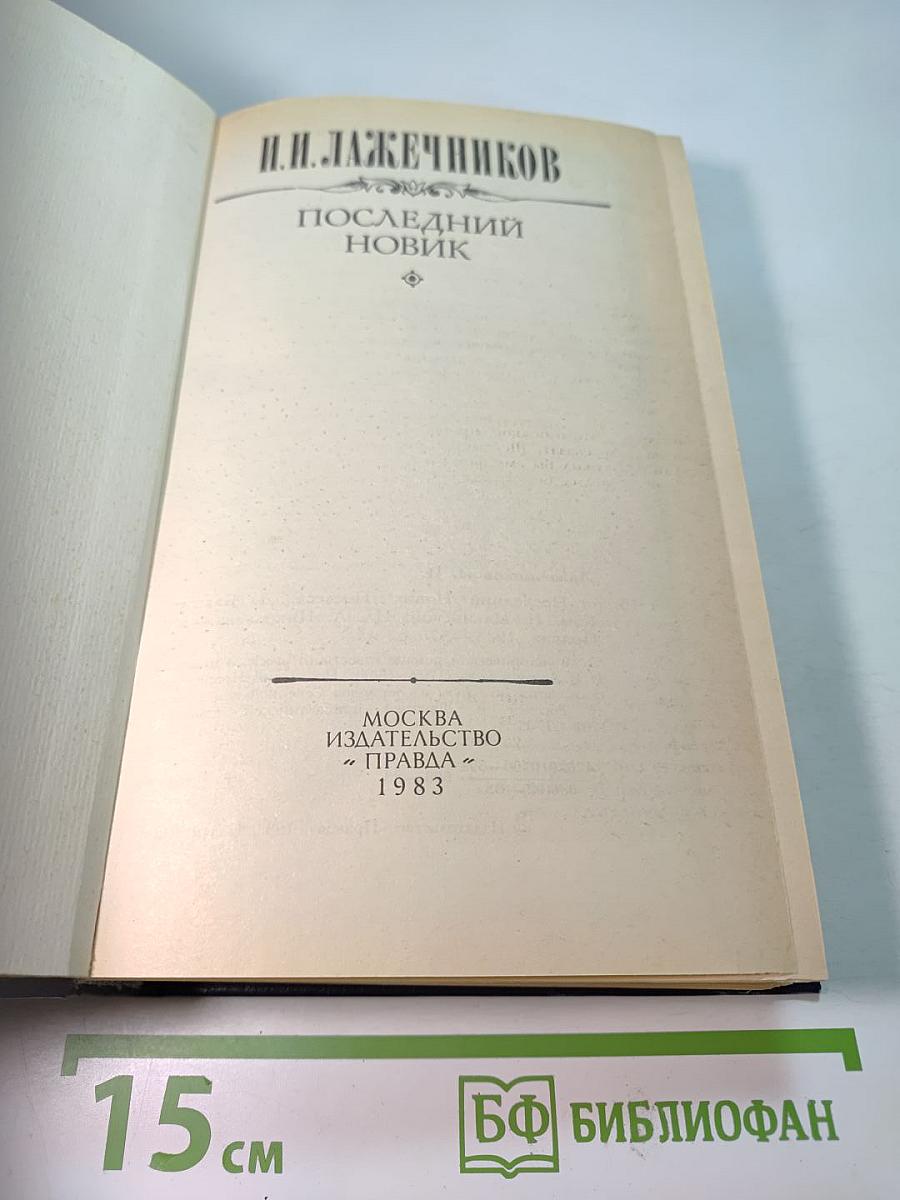 И.И. ЛАЖЕЧНИКОВ
ПОСЛЕДНИЙ
НОВИК
МОСКВА
ИЗДАТЕЛЬСТВО
„ ПРАВДА „
1983
15 см
БФ БИБЛИОФАН